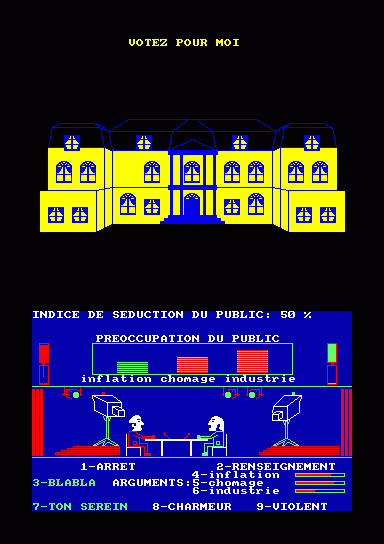 VOTEZ POUR MOI
INDICE DE SEDUCTION DU PUBLIC: 50 %
PREOCCUPATION DU PUBLIC
inflation chomage industrie
1-ARRET 2-RENSEIGNEMENT
4-inflation
3-BLABLA ARGUMENTS:5-chomage
6-industrie
7-TON SEREIN 8-CHARMEUR 9-VIOLENT